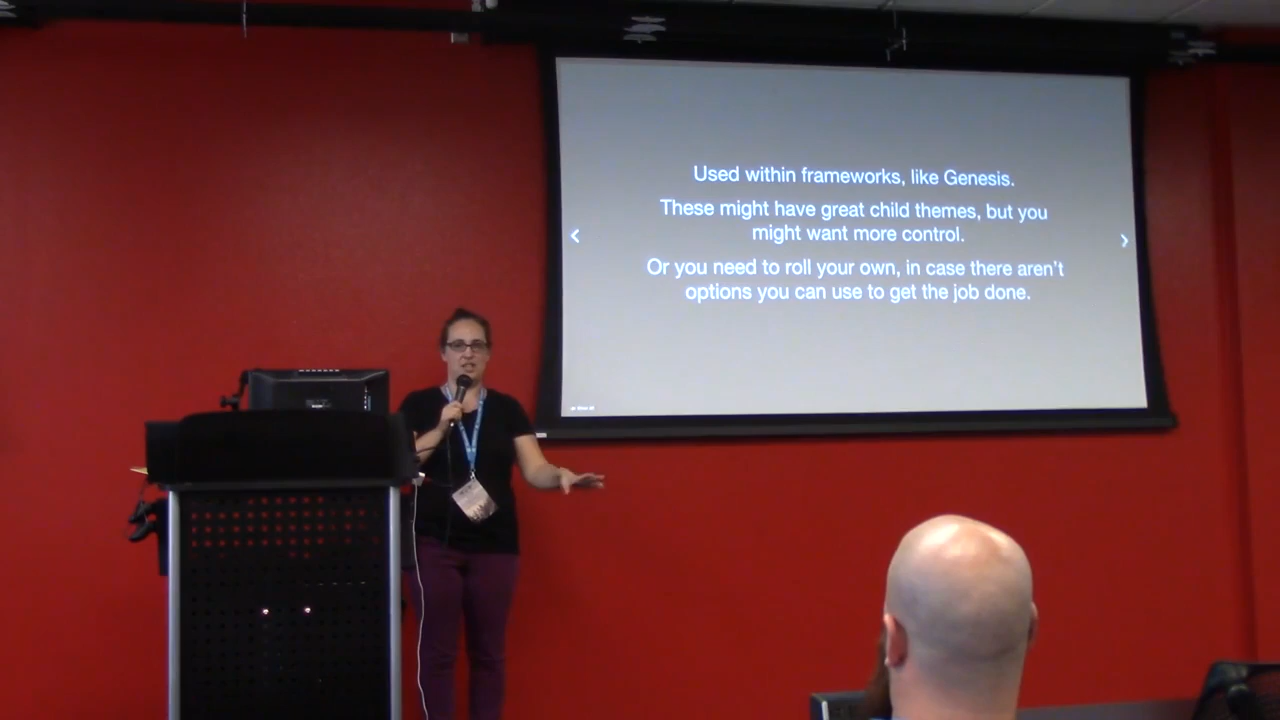 Used within frameworks, like Genesis.
These might have great child themes, but you
might want more control.
Or you need to roll your own, in case there aren't
options you can use to get the job done.